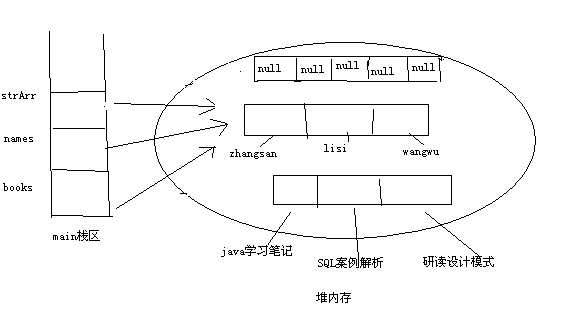 null null null null null
strArr
names
zhangsan lisi wangwu
books
main栈区
java学习笔记 SQL案例解析 研读设计模式
堆内存